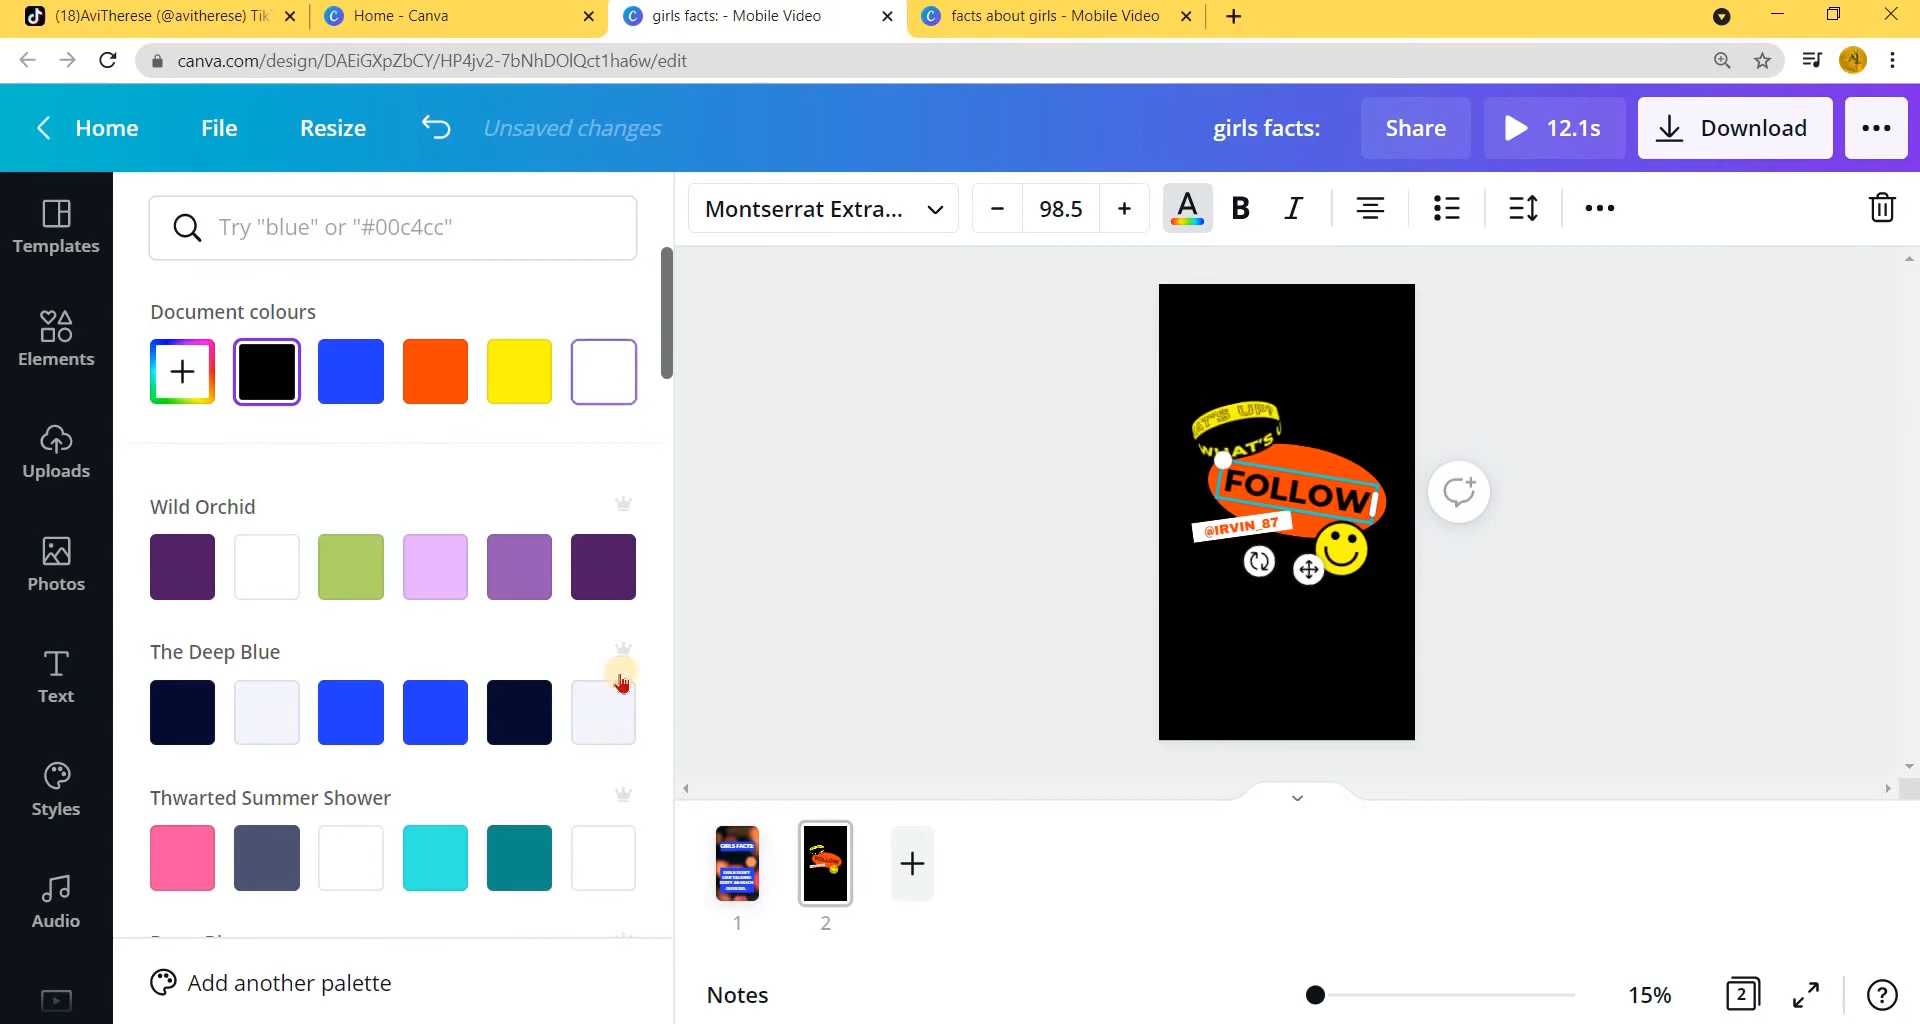 (18)AviTherese (@avitherese) Tik
Home - Canva
girls facts: - Mobile Video
facts about girls - Mobile Video
canva.com/design/DAEiGXpZbCY/HP4jv2-7bNhDOlQct1ha6w/edit
Home
File
Resize
Unsaved changes
girls facts:
Share
12.1s
Download
Templates
Elements
Uploads
Photos
Text
Styles
Audio
Try "blue" or "#00c4cc"
Document colours
Wild Orchid
The Deep Blue
Thwarted Summer Shower
Add another palette
Montserrat Extra...
98.5
A
B
I
WHAT'S
FOLLOW
@IRVIN_87
GIRLS FACTS:
FOLLOW
1
2
Notes
15%
2